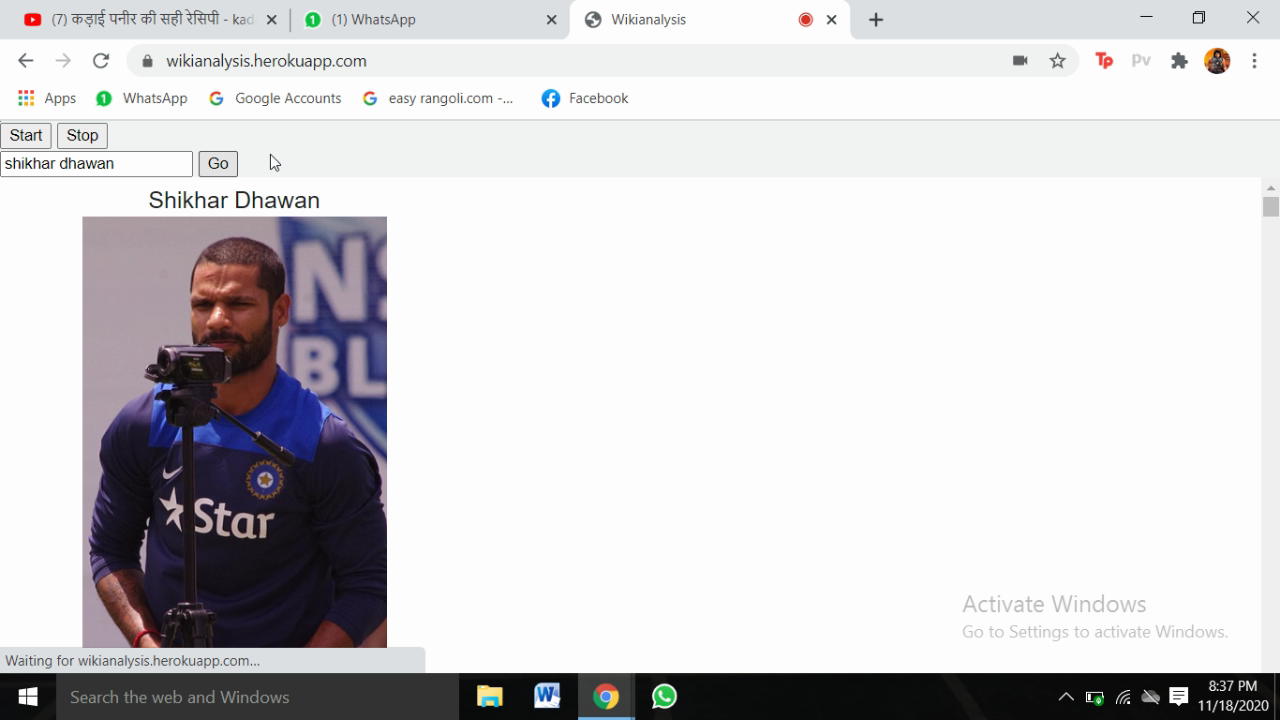 (7) कड़ाई पनीर की सही रेसिपी - kad
(1) WhatsApp
Wikianalysis
wikianalysis.herokuapp.com
Tp
Pv
Apps
WhatsApp
Google Accounts
easy rangoli.com -...
Facebook
Start
Stop
shikhar dhawan
Go
Shikhar Dhawan
BL
Star
Activate Windows
Go to Settings to activate Windows.
Waiting for wikianalysis.herokuapp.com...
Search the web and Windows
8:37 PM
11/18/2020